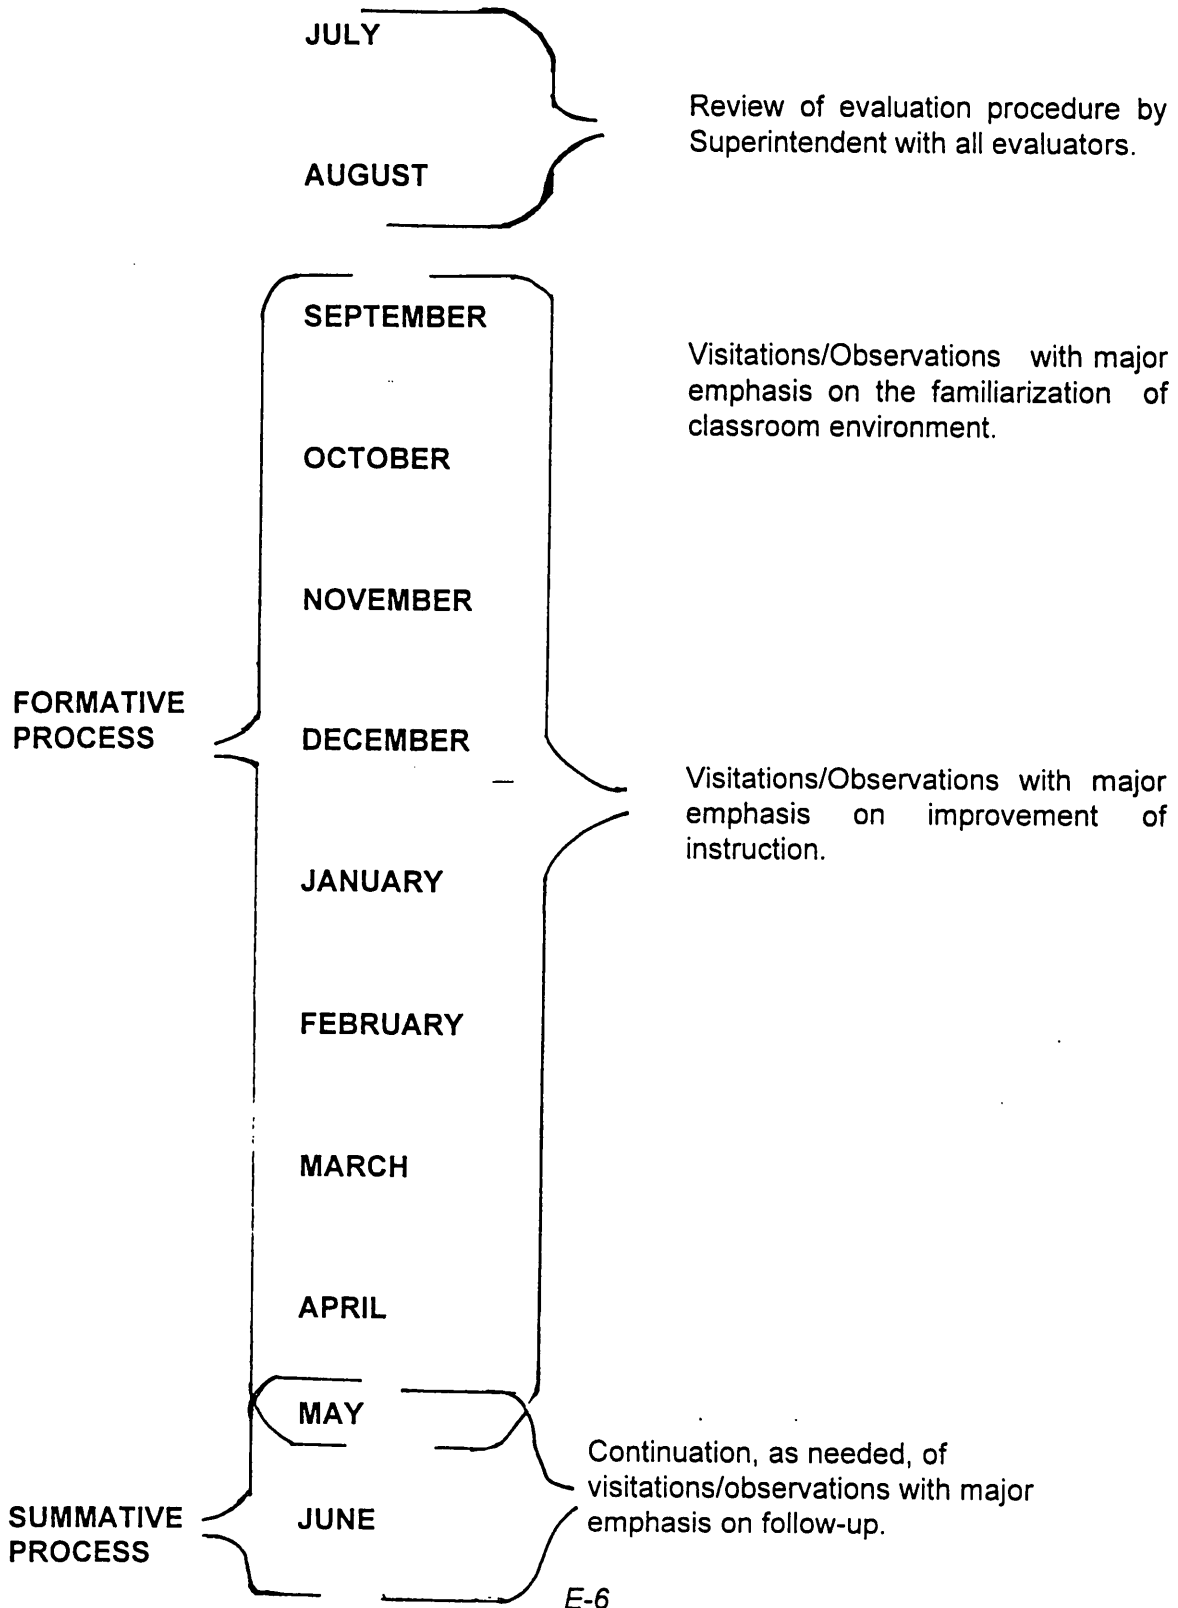 JULY
Review of evaluation procedure by
Superintendent with all evaluators.
AUGUST
SEPTEMBER
Visitations/Observations with major
emphasis on the familiarization of
classroom environment.
OCTOBER
NOVEMBER
FORMATIVE
PROCESS
DECEMBER
Visitations/Observations with major
emphasis on improvement of
instruction.
JANUARY
FEBRUARY
MARCH
APRIL
MAY
Continuation, as needed, of
visitations/observations with major
emphasis on follow-up.
SUMMATIVE
PROCESS
JUNE
E-6